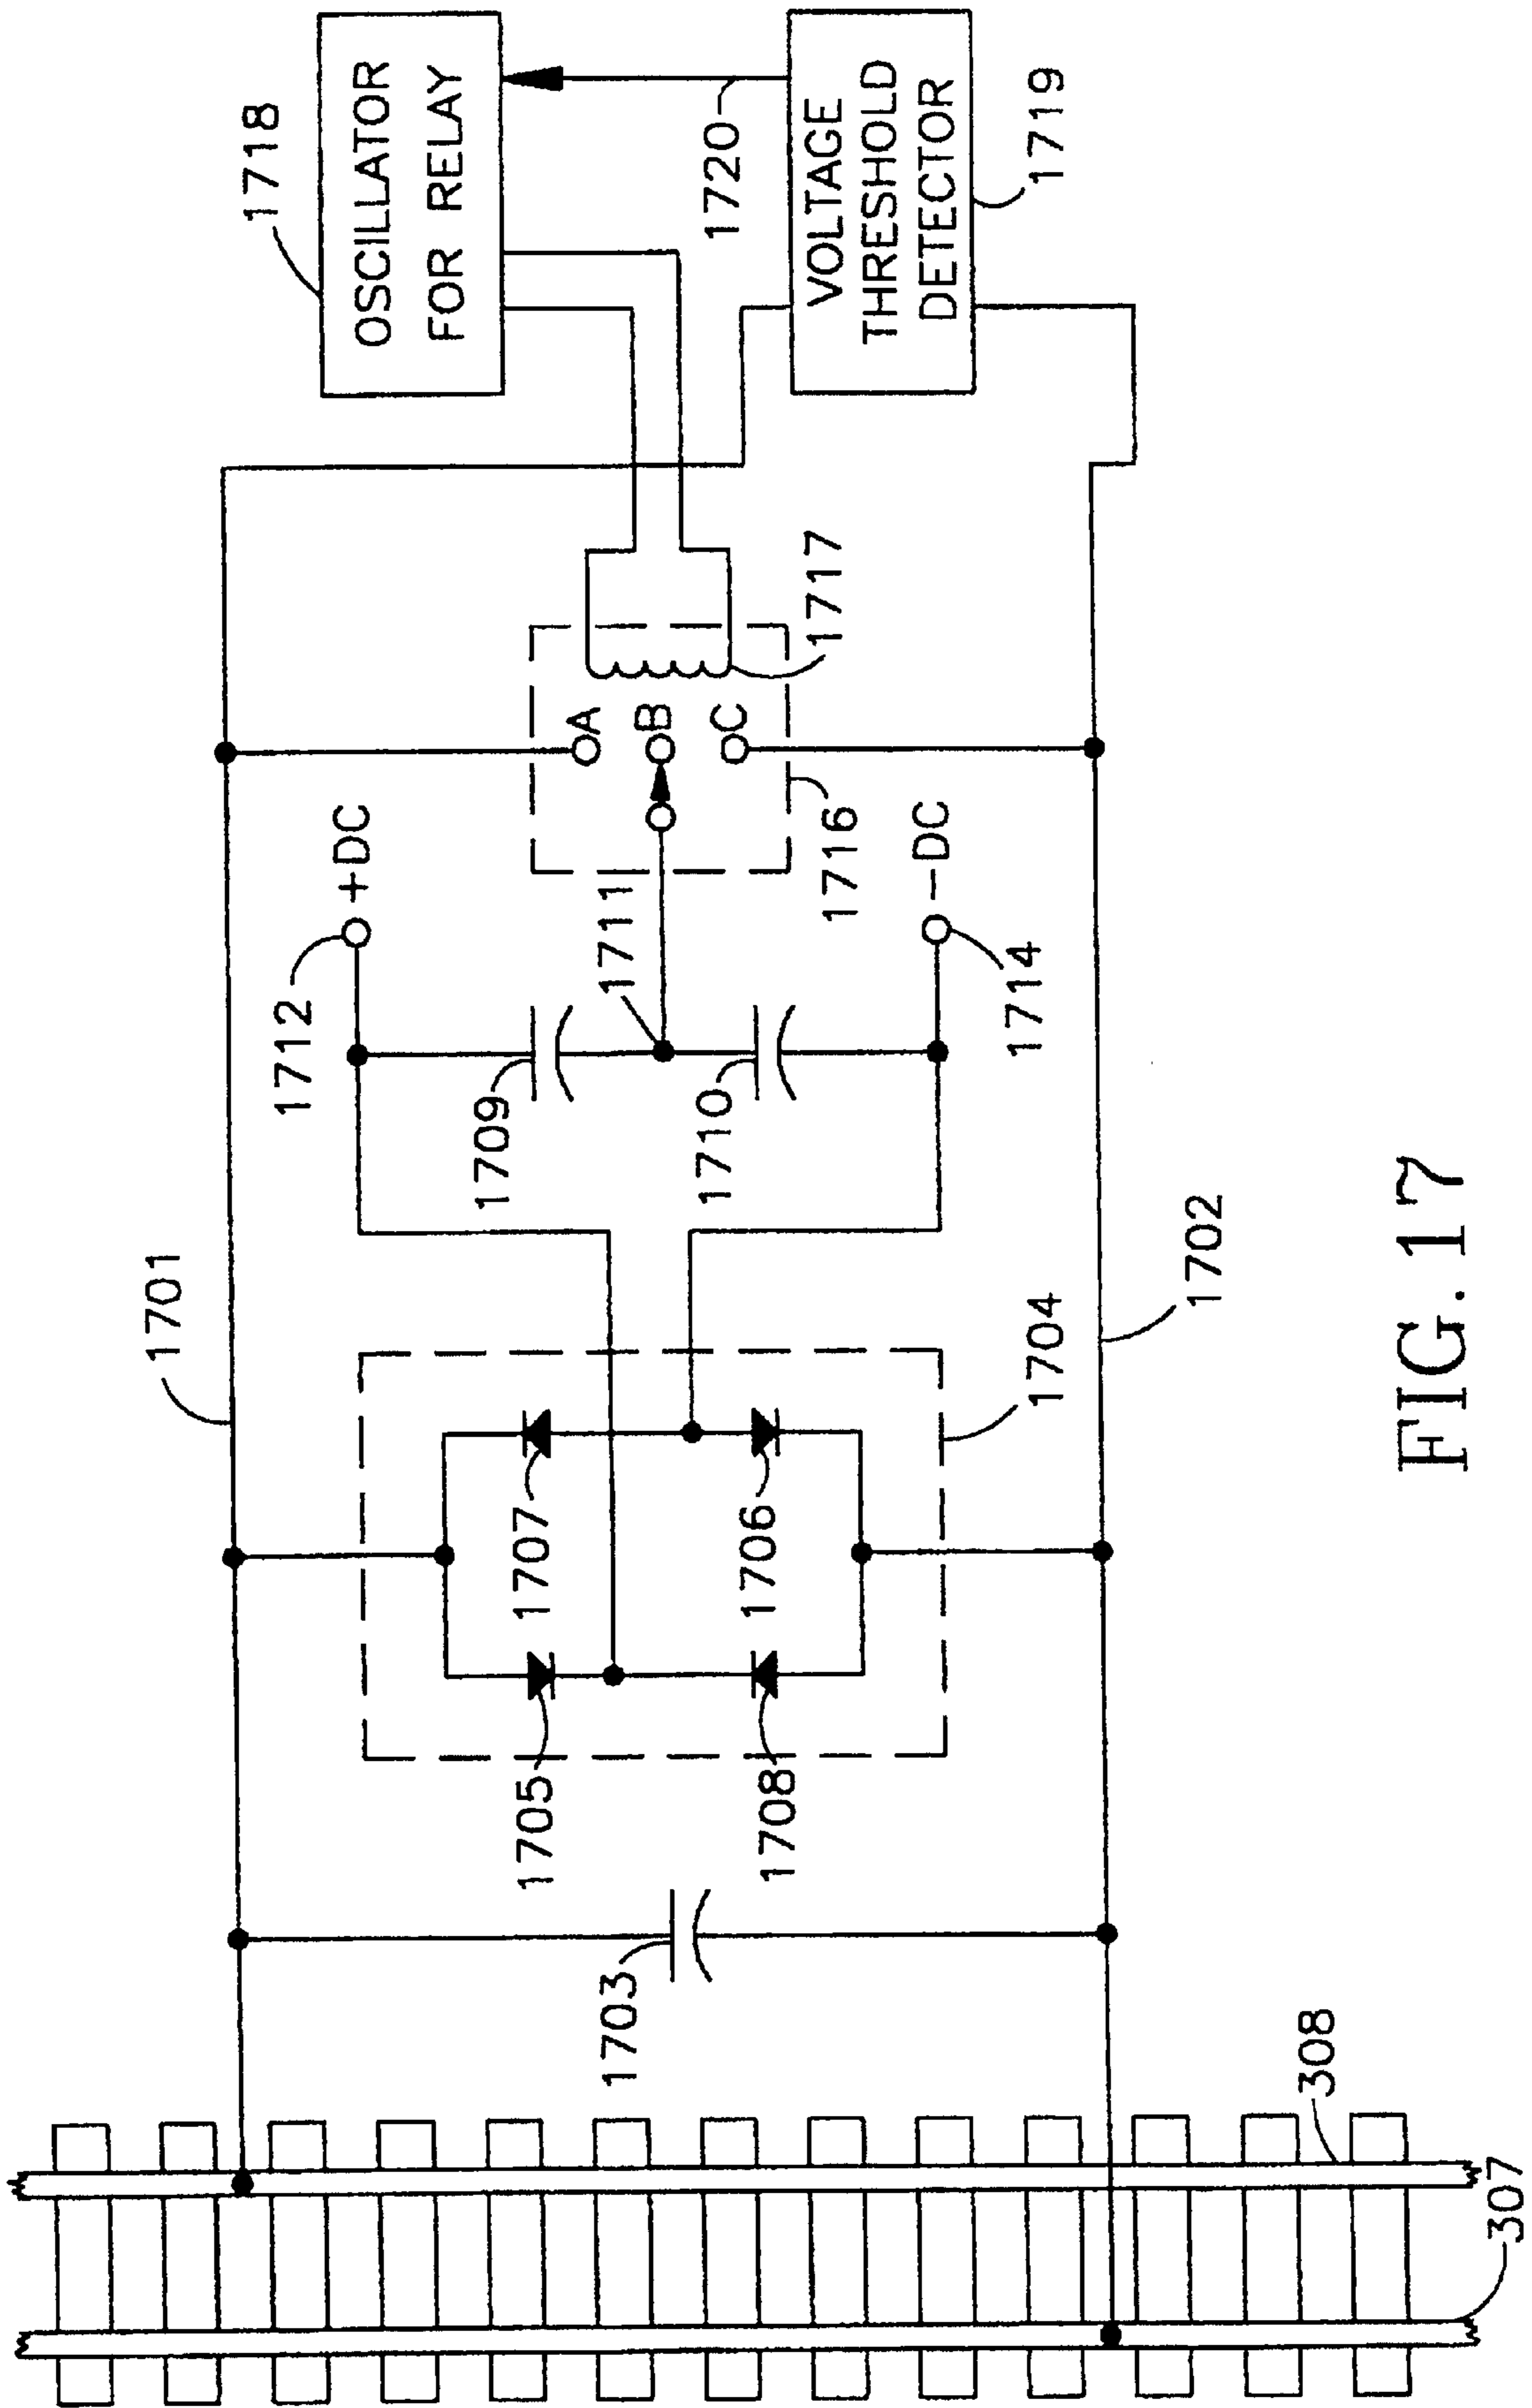 1701
1712
+DC
1718
OSCILLATOR
FOR RELAY
1705
1707
1709
1711
A
B
C
1720
1703
1708
1706
1710
1716
1717
VOLTAGE
THRESHOLD
DETECTOR
1714
-DC
1719
1704
1702
308
307
FIG. 17